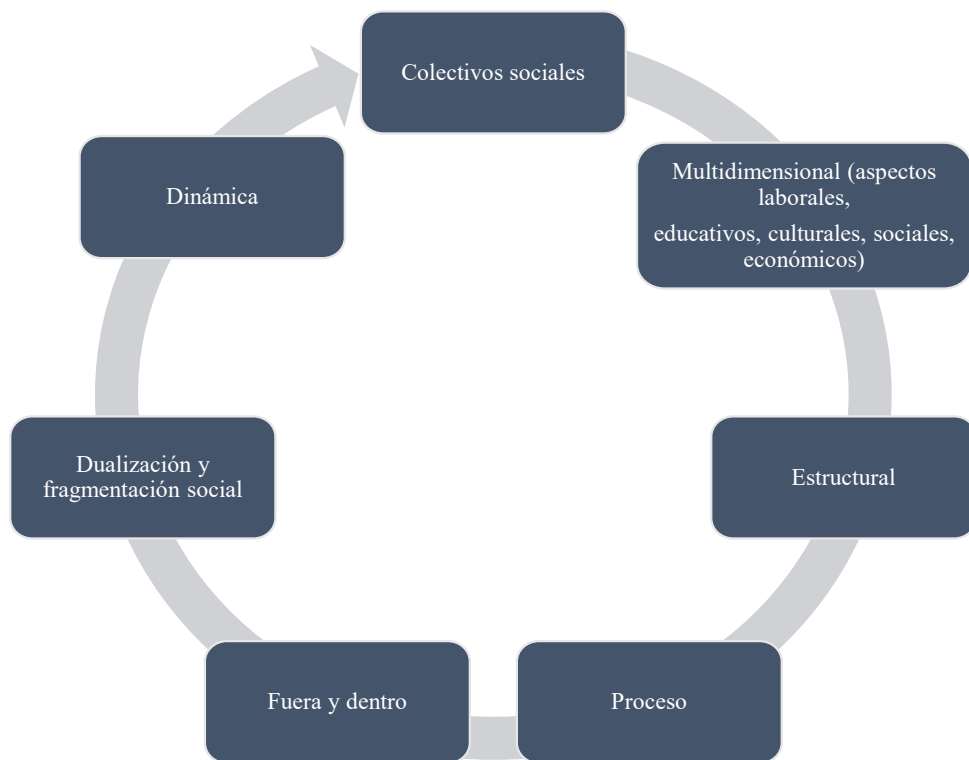 Colectivos sociales
Multidimensional (aspectos
laborales,
educativos, culturales, sociales,
económicos)
Estructural
Proceso
Fuera y dentro
Dualización y
fragmentación social
Dinámica